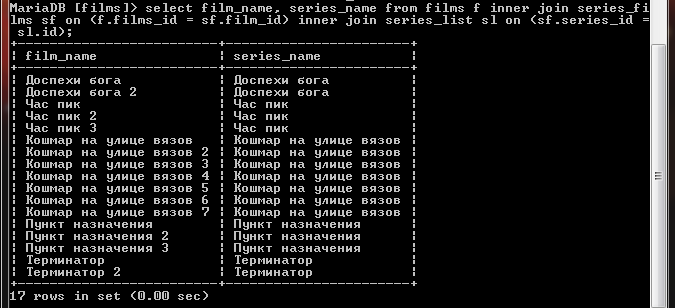 MariaDB [films]> select film_name, series_name from films f inner join series_fi
lms sf on (f.films_id = sf.film_id) inner join series_list sl on (sf.series_id =
 sl.id);
+-------------------------+-----------------------+
| film_name               | series_name           |
+-------------------------+-----------------------+
| Доспехи бога            | Доспехи бога          |
| Доспехи бога 2          | Доспехи бога          |
| Час пик                 | Час пик               |
| Час пик 2               | Час пик               |
| Час пик 3               | Час пик               |
| Кошмар на улице вязов   | Кошмар на улице вязов |
| Кошмар на улице вязов 2 | Кошмар на улице вязов |
| Кошмар на улице вязов 3 | Кошмар на улице вязов |
| Кошмар на улице вязов 4 | Кошмар на улице вязов |
| Кошмар на улице вязов 5 | Кошмар на улице вязов |
| Кошмар на улице вязов 6 | Кошмар на улице вязов |
| Кошмар на улице вязов 7 | Кошмар на улице вязов |
| Пункт назначения        | Пункт назначения      |
| Пункт назначения 2      | Пункт назначения      |
| Пункт назначения 3      | Пункт назначения      |
| Терминатор              | Терминатор            |
| Терминатор 2            | Терминатор            |
+-------------------------+-----------------------+
17 rows in set (0.00 sec)